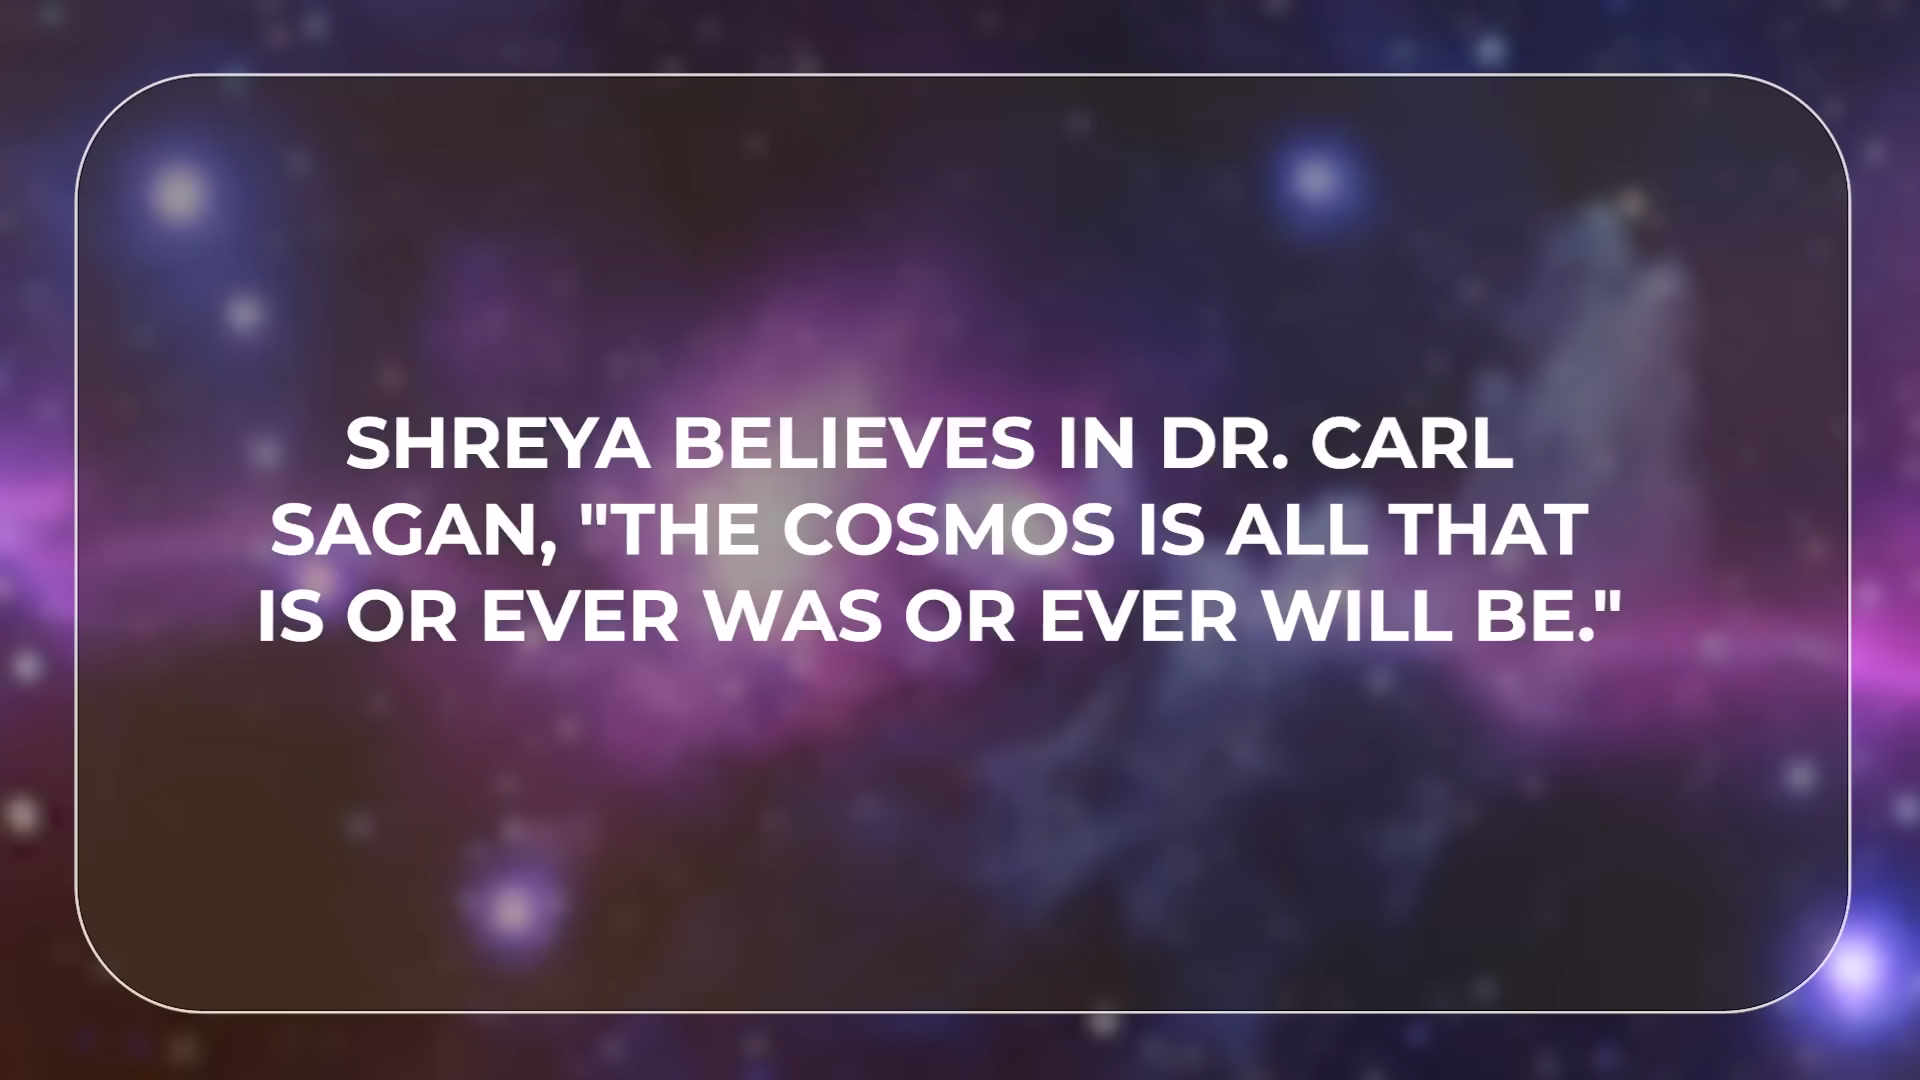 SHREYA BELIEVES IN DR. CARL
SAGAN, "THE COSMOS IS ALL THAT
IS OR EVER WAS OR EVER WILL BE."